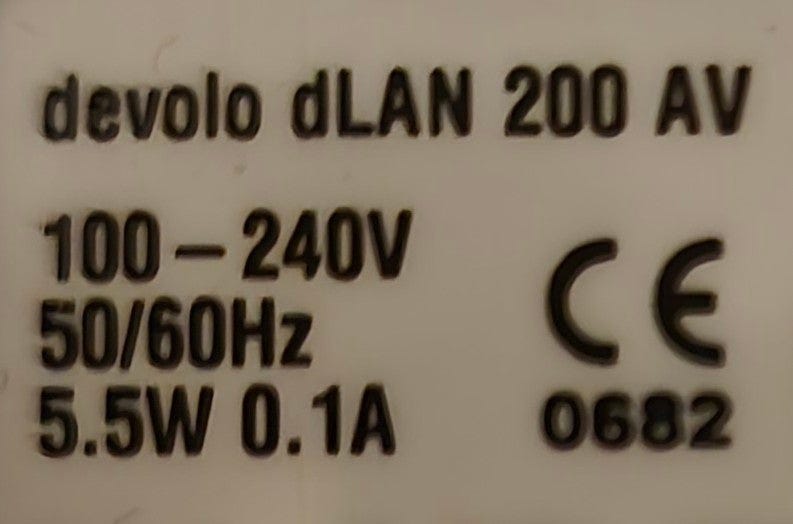 devolo dLAN 200 AV
100-240V
50/60Hz
5.5W 0.1A
CE
0682